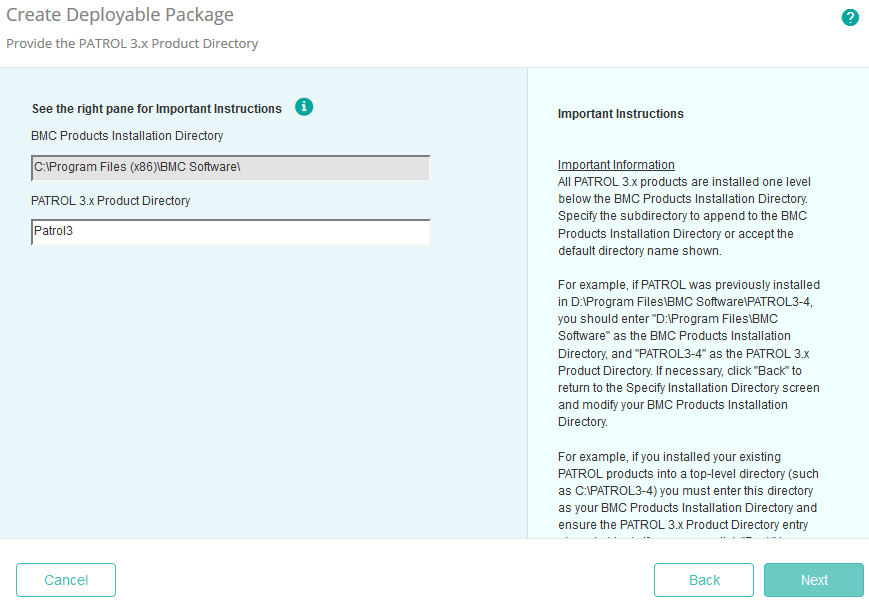 Create Deployable Package
?
Provide the PATROL 3.x Product Directory
See the right pane for Important Instructions
i
BMC Products Installation Directory
C:\Program Files (x86)\BMC Software\
PATROL 3.x Product Directory
Patrol3
Important Instructions
Important Information
All PATROL 3.x products are installed one level
below the BMC Products Installation Directory.
Specify the subdirectory to append to the BMC
Products Installation Directory or accept the
default directory name shown.
For example, if PATROL was previously installed
in D:\Program Files\BMC Software\PATROL3-4,
you should enter "D:\Program Files\BMC
Software" as the BMC Products Installation
Directory, and "PATROL3-4" as the PATROL 3.x
Product Directory. If necessary, click "Back" to
return to the Specify Installation Directory screen
and modify your BMC Products Installation
Directory.
For example, if you installed your existing
PATROL products into a top-level directory (such
as C:\PATROL3-4) you must enter this directory
as your BMC Products Installation Directory and
ensure the PATROL 3.x Product Directory entry
Cancel
Back
Next